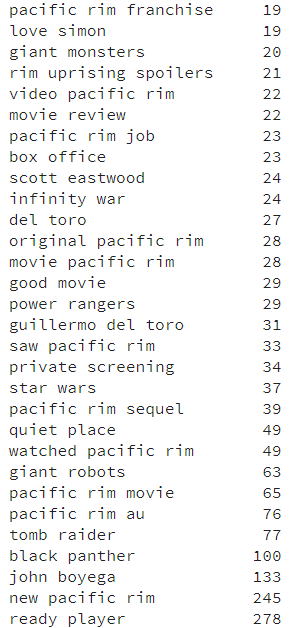 pacific rim franchise 19
love simon 19
giant monsters 20
rim uprising spoilers 21
video pacific rim 22
movie review 22
pacific rim job 23
box office 23
scott eastwood 24
infinity war 24
del toro 27
original pacific rim 28
movie pacific rim 28
good movie 29
power rangers 29
guillermo del toro 31
saw pacific rim 33
private screening 34
star wars 37
pacific rim sequel 39
quiet place 49
watched pacific rim 49
giant robots 63
pacific rim movie 65
pacific rim au 76
tomb raider 77
black panther 100
john boyega 133
new pacific rim 245
ready player 278